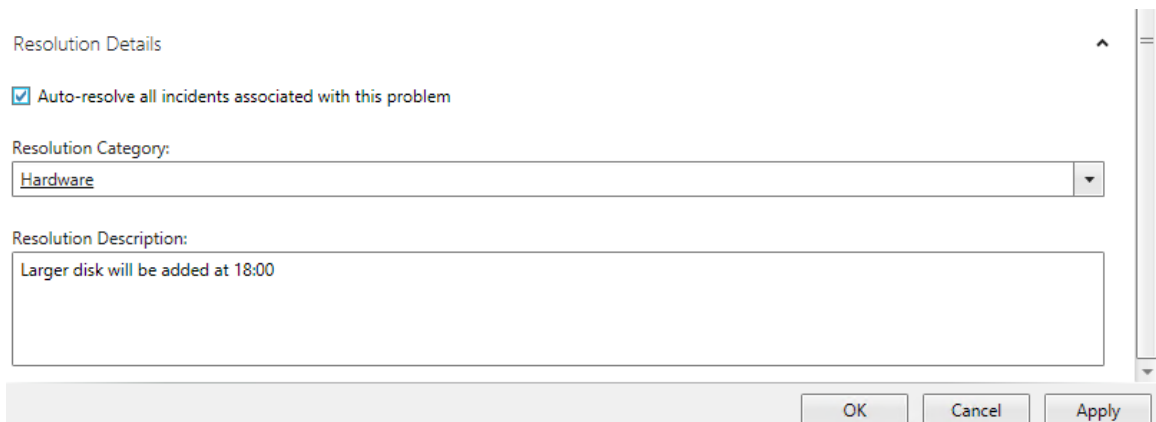 Resolution Details
Auto-resolve all incidents associated with this problem
Resolution Category:
Hardware
Resolution Description:
Larger disk will be added at 18:00
OK Cancel Apply